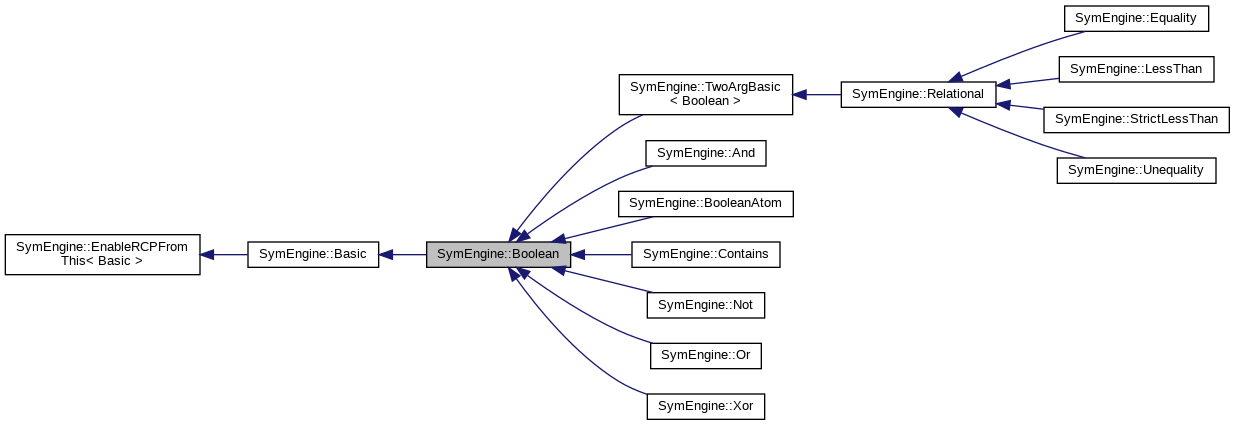 SymEngine::EnableRCPFrom
This< Basic >
SymEngine::Basic
SymEngine::Boolean
SymEngine::TwoArgBasic
< Boolean >
SymEngine::And
SymEngine::BooleanAtom
SymEngine::Contains
SymEngine::Not
SymEngine::Or
SymEngine::Xor
SymEngine::Relational
SymEngine::Equality
SymEngine::LessThan
SymEngine::StrictLessThan
SymEngine::Unequality